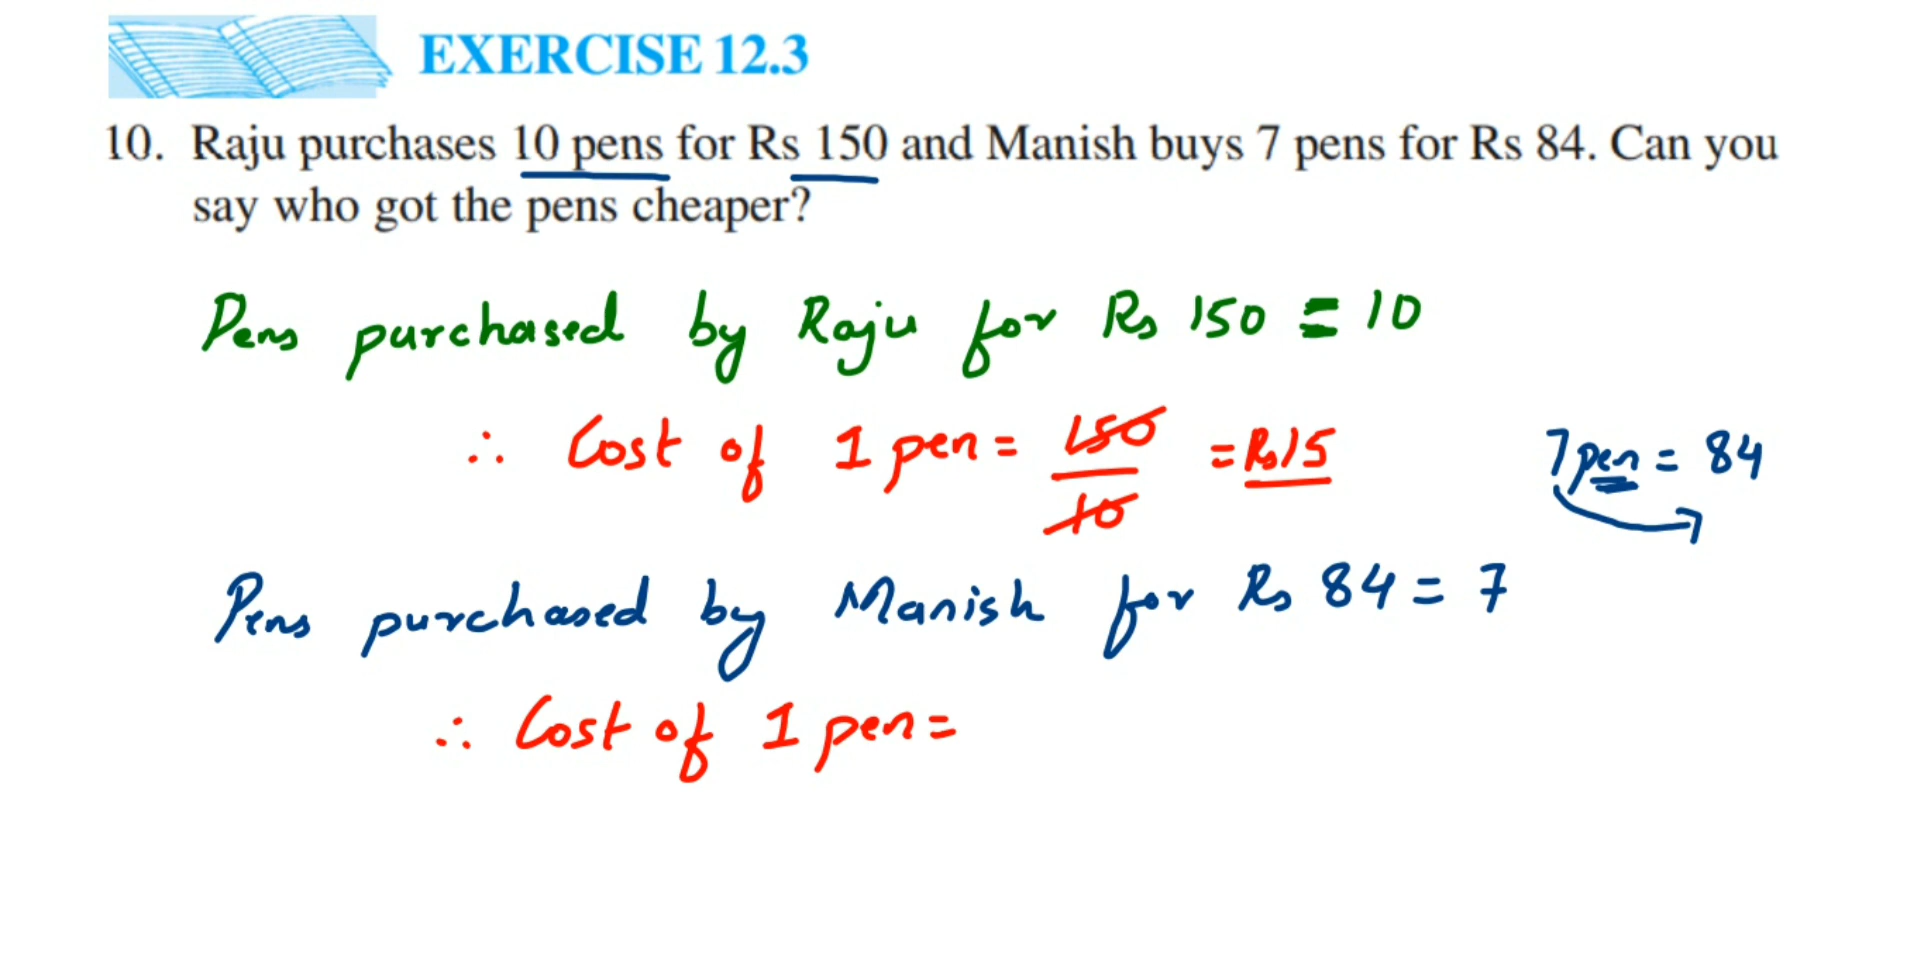 EXERCISE 12.3
10. Raju purchases 10 pens for Rs 150 and Manish buys 7 pens for Rs 84. Can you
say who got the pens cheaper?
Pens purchased by Raju for Rs 150 = 10
∴ Cost of 1 pen = 150/10 = Rs 15
7 pen = 84
Pens purchased by Manish for Rs 84 = 7
∴ Cost of 1 pen =